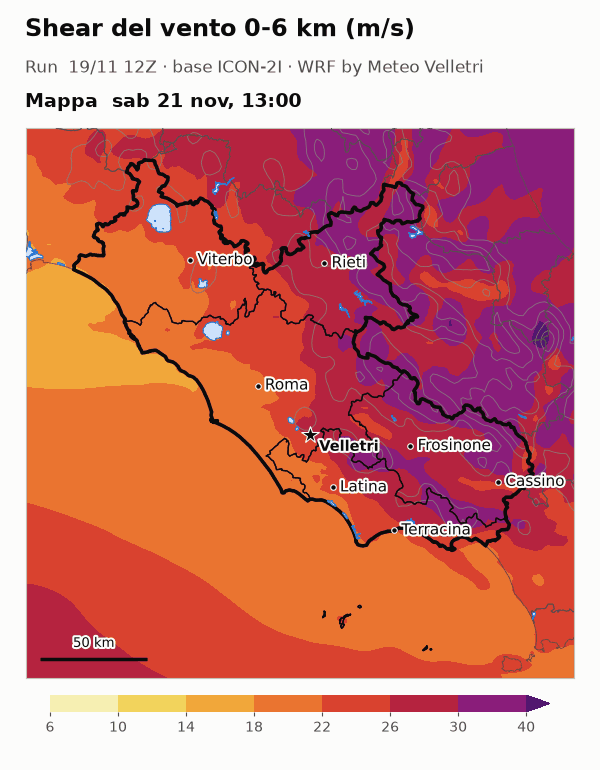 Shear del vento 0-6 km (m/s)
Run  19/11 12Z · base ICON-2I · WRF by Meteo Velletri
Mappa  sab 21 nov, 13:00
Viterbo
Rieti
Roma
Velletri
Frosinone
Latina
Cassino
Terracina
50 km
6 10 14 18 22 26 30 40